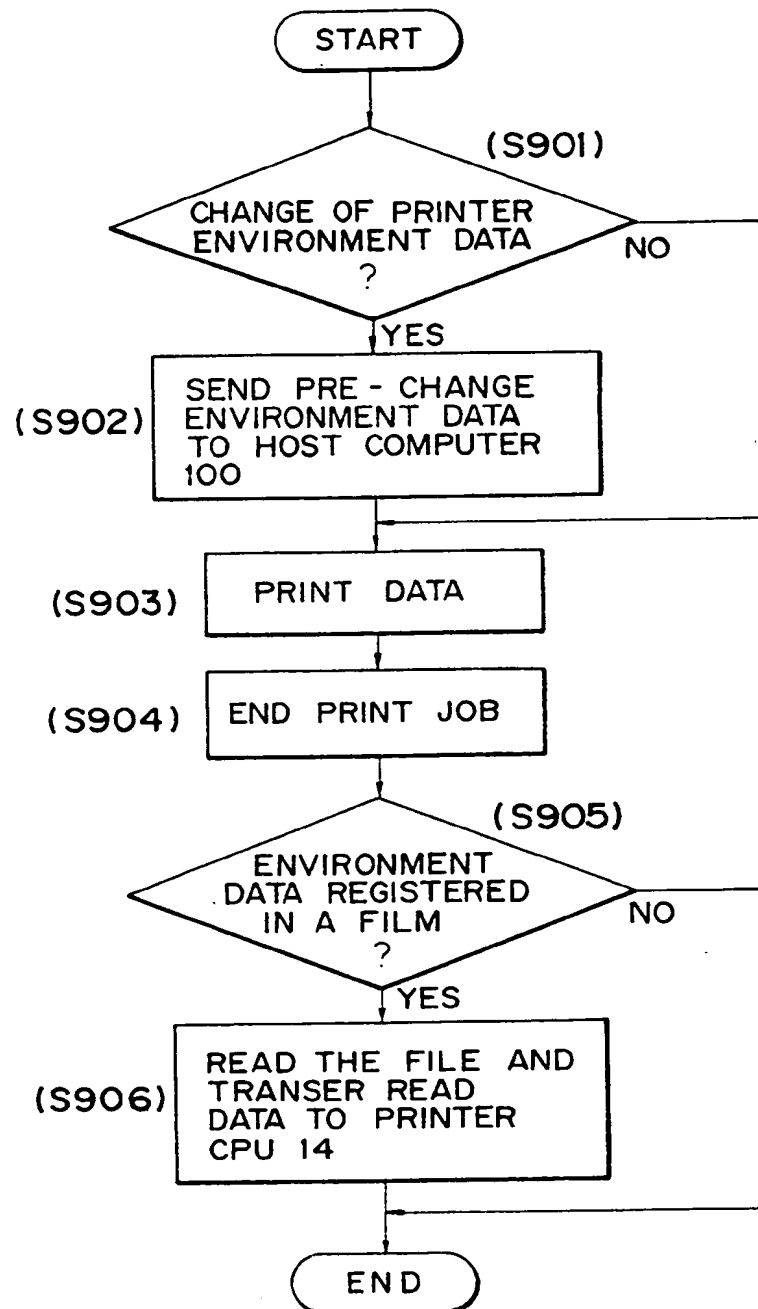 START
(S901)
CHANGE OF PRINTER
ENVIRONMENT DATA
?
NO
YES
(S902)
SEND PRE-CHANGE
ENVIRONMENT DATA
TO HOST COMPUTER
100
(S903)
PRINT DATA
(S904)
END PRINT JOB
(S905)
ENVIRONMENT
DATA REGISTERED
IN A FILM
?
NO
YES
(S906)
READ THE FILE AND
TRANSER READ
DATA TO PRINTER
CPU 14
END